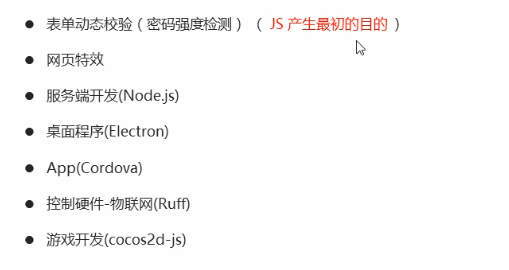 ● 表单动态校验（密码强度检测）（ JS 产生最初的目的 ）
● 网页特效
● 服务端开发(Node.js)
● 桌面程序(Electron)
● App(Cordova)
● 控制硬件-物联网(Ruff)
● 游戏开发(cocos2d-js)